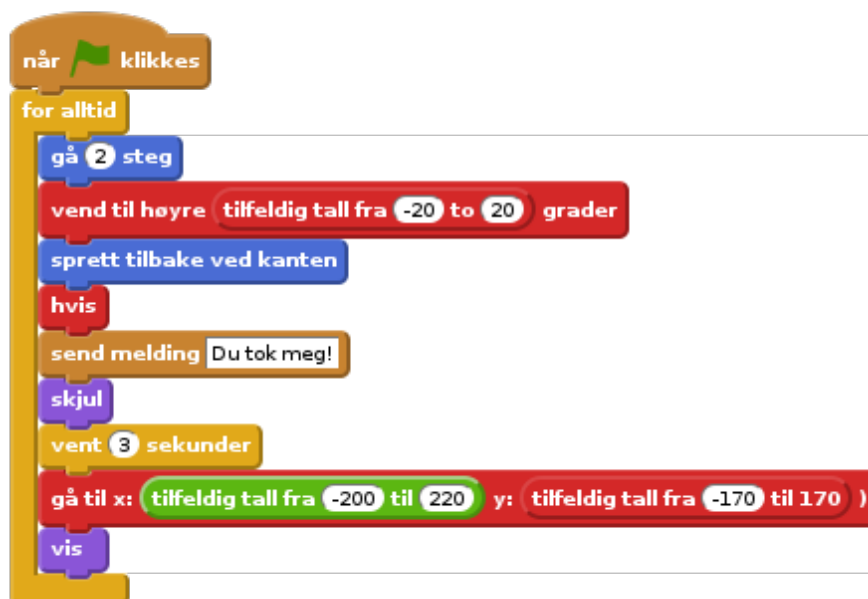 når klikkes
for alltid
gå 2 steg
vend til høyre tilfeldig tall fra -20 to 20 grader
sprett tilbake ved kanten
hvis
send melding Du tok meg!
skjul
vent 3 sekunder
gå til x: tilfeldig tall fra -200 til 220 y: tilfeldig tall fra -170 til 170 )
vis